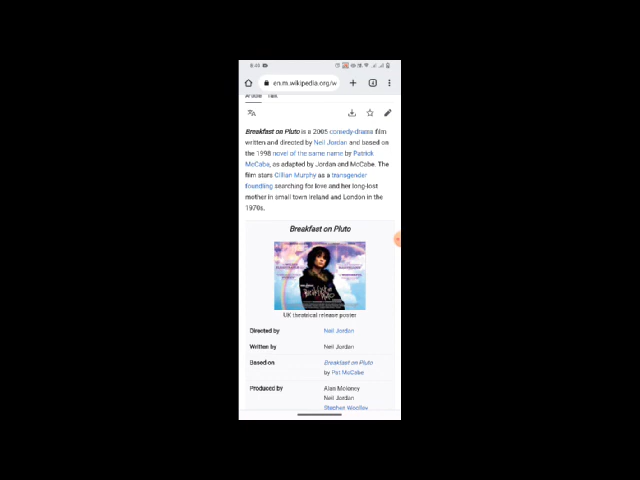 en.m.wikipedia.org/w
Breakfast on Pluto is a 2005 comedy-drama film
written and directed by Neil Jordan and based on
the 1998 novel of the same name by Patrick
McCabe, as adapted by Jordan and McCabe. The
film stars Cillian Murphy as a transgender
foundling searching for love and her long-lost
mother in small town Ireland and London in the
1970s.
Breakfast on Pluto
UK theatrical release poster
Directed by Neil Jordan
Written by Neil Jordan
Based on Breakfast on Pluto
by Pat McCabe
Produced by Alan Moloney
Neil Jordan
Stephen Woolley